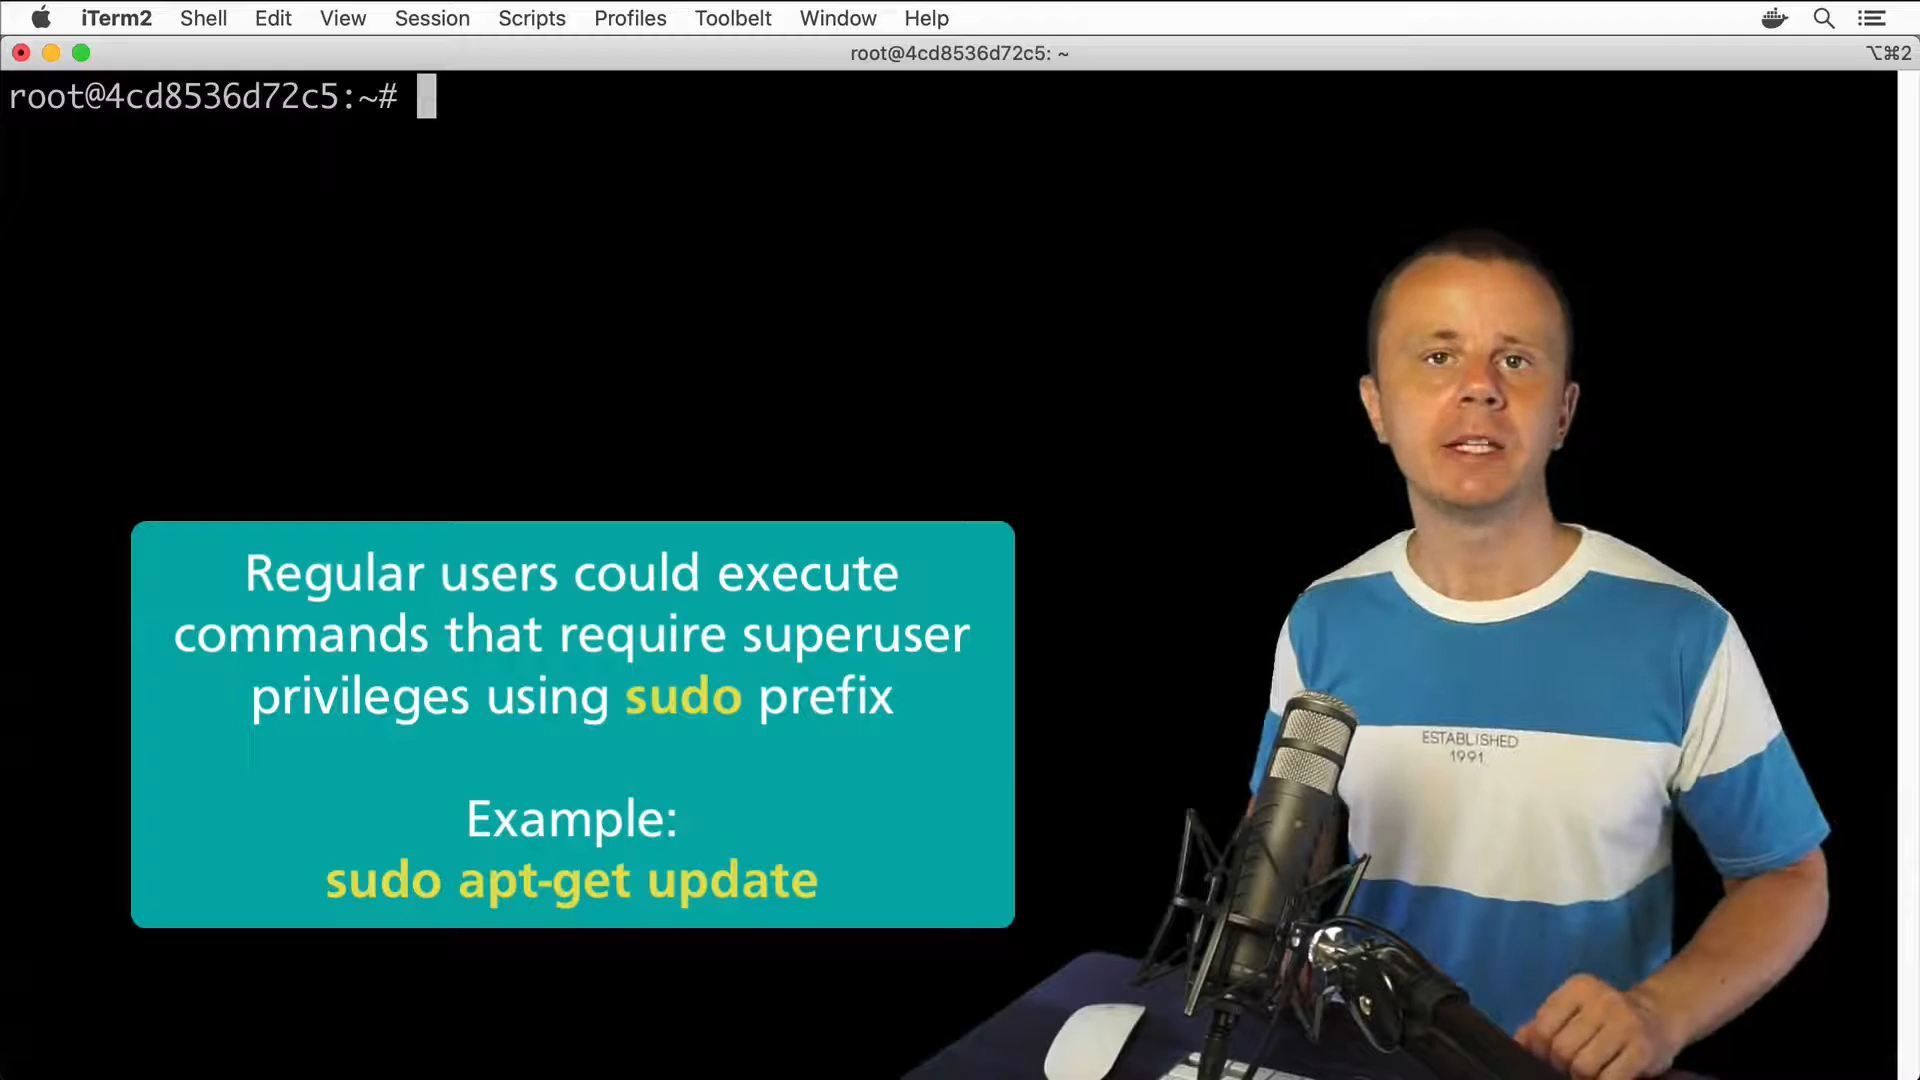 iTerm2 Shell Edit View Session Scripts Profiles Toolbelt Window Help
root@4cd8536d72c5: ~
⌥⌘2
root@4cd8536d72c5:~#
Regular users could execute
commands that require superuser
privileges using sudo prefix
Example:
sudo apt-get update
ESTABLISHED
1991